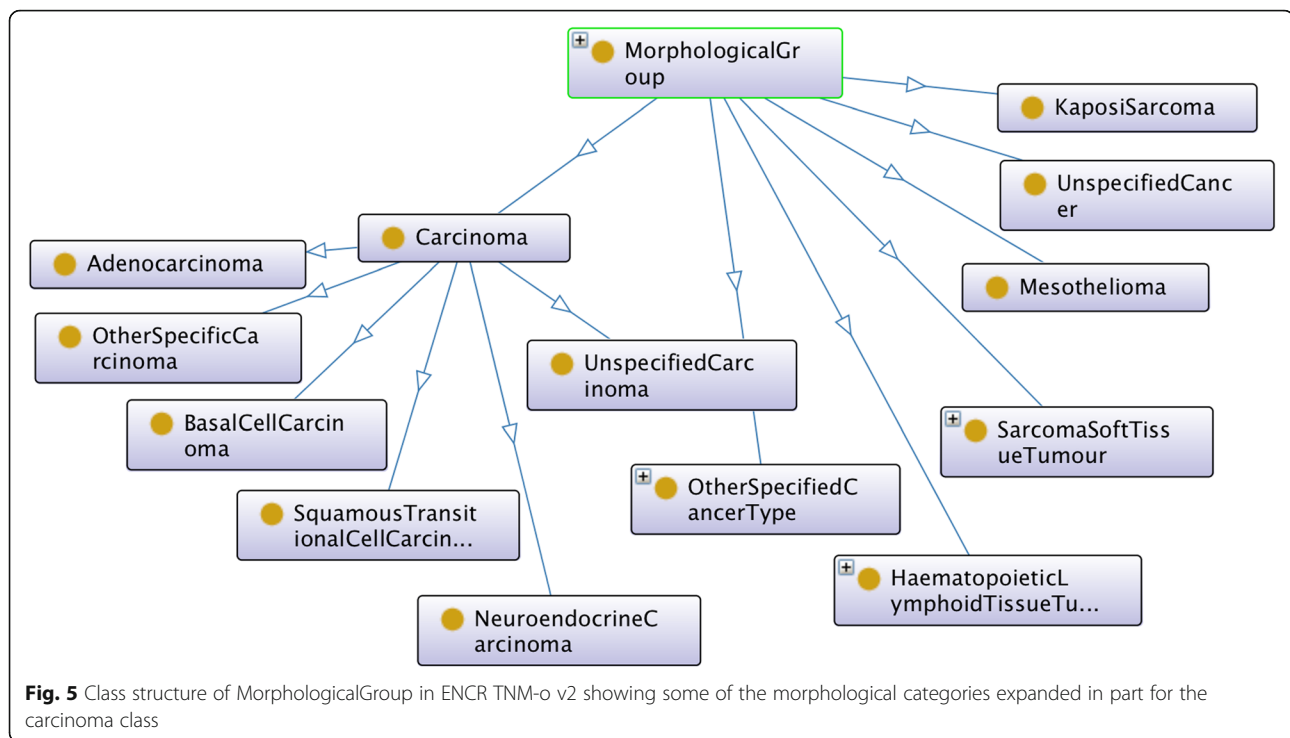 MorphologicalGr
oup
KaposiSarcoma
UnspecifiedCanc
er
Carcinoma
Adenocarcinoma
Mesothelioma
OtherSpecificCa
rcinoma
UnspecifiedCarc
inoma
BasalCellCarcin
oma
SarcomaSoftTiss
ueTumour
OtherSpecifiedC
ancerType
SquamousTransit
ionalCellCarcin...
HaematopoieticL
ymphoidTissueTu...
NeuroendocrineC
arcinoma
Fig. 5 Class structure of MorphologicalGroup in ENCR TNM-o v2 showing some of the morphological categories expanded in part for the
carcinoma class